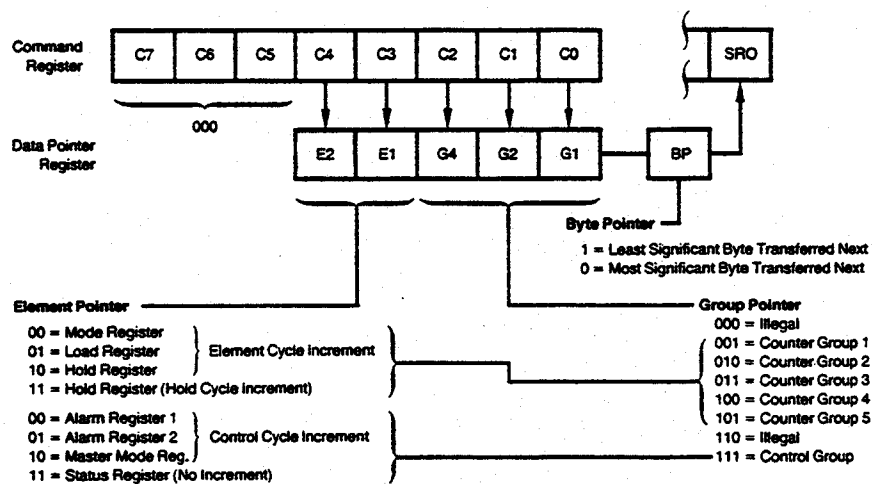 Command Register
C7 C6 C5 C4 C3 C2 C1 C0
SRO
000
Data Pointer Register
E2 E1 G4 G2 G1
BP
Byte Pointer
1 = Least Significant Byte Transferred Next
0 = Most Significant Byte Transferred Next
Element Pointer
00 = Mode Register
01 = Load Register
10 = Hold Register
Element Cycle Increment
11 = Hold Register (Hold Cycle Increment)
00 = Alarm Register 1
01 = Alarm Register 2
10 = Master Mode Reg.
Control Cycle Increment
11 = Status Register (No Increment)
Group Pointer
000 = Illegal
001 = Counter Group 1
010 = Counter Group 2
011 = Counter Group 3
100 = Counter Group 4
101 = Counter Group 5
110 = Illegal
111 = Control Group